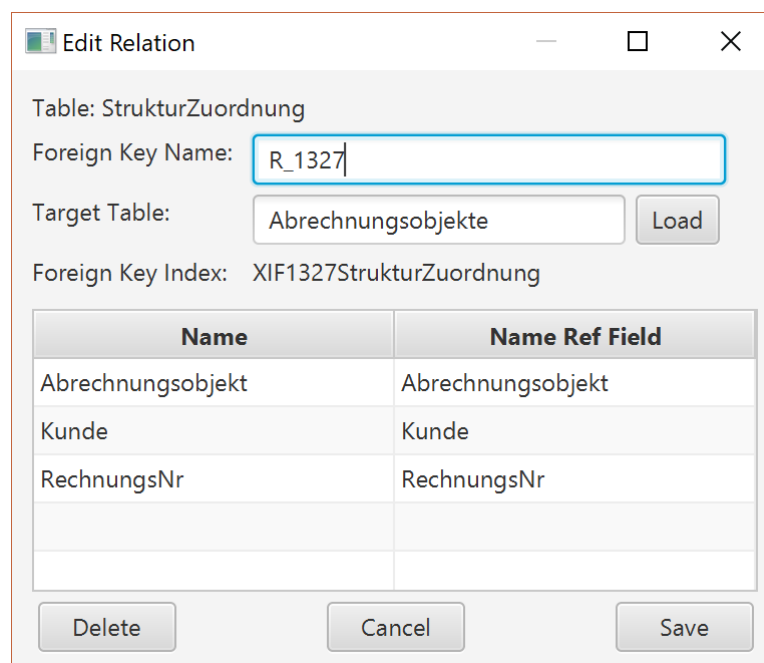 Edit Relation
Table: StrukturZuordnung
Foreign Key Name: R_1327
Target Table: Abrechnungsobjekte Load
Foreign Key Index: XIF1327StrukturZuordnung
Name Name Ref Field
Abrechnungsobjekt Abrechnungsobjekt
Kunde Kunde
RechnungsNr RechnungsNr
Delete Cancel Save